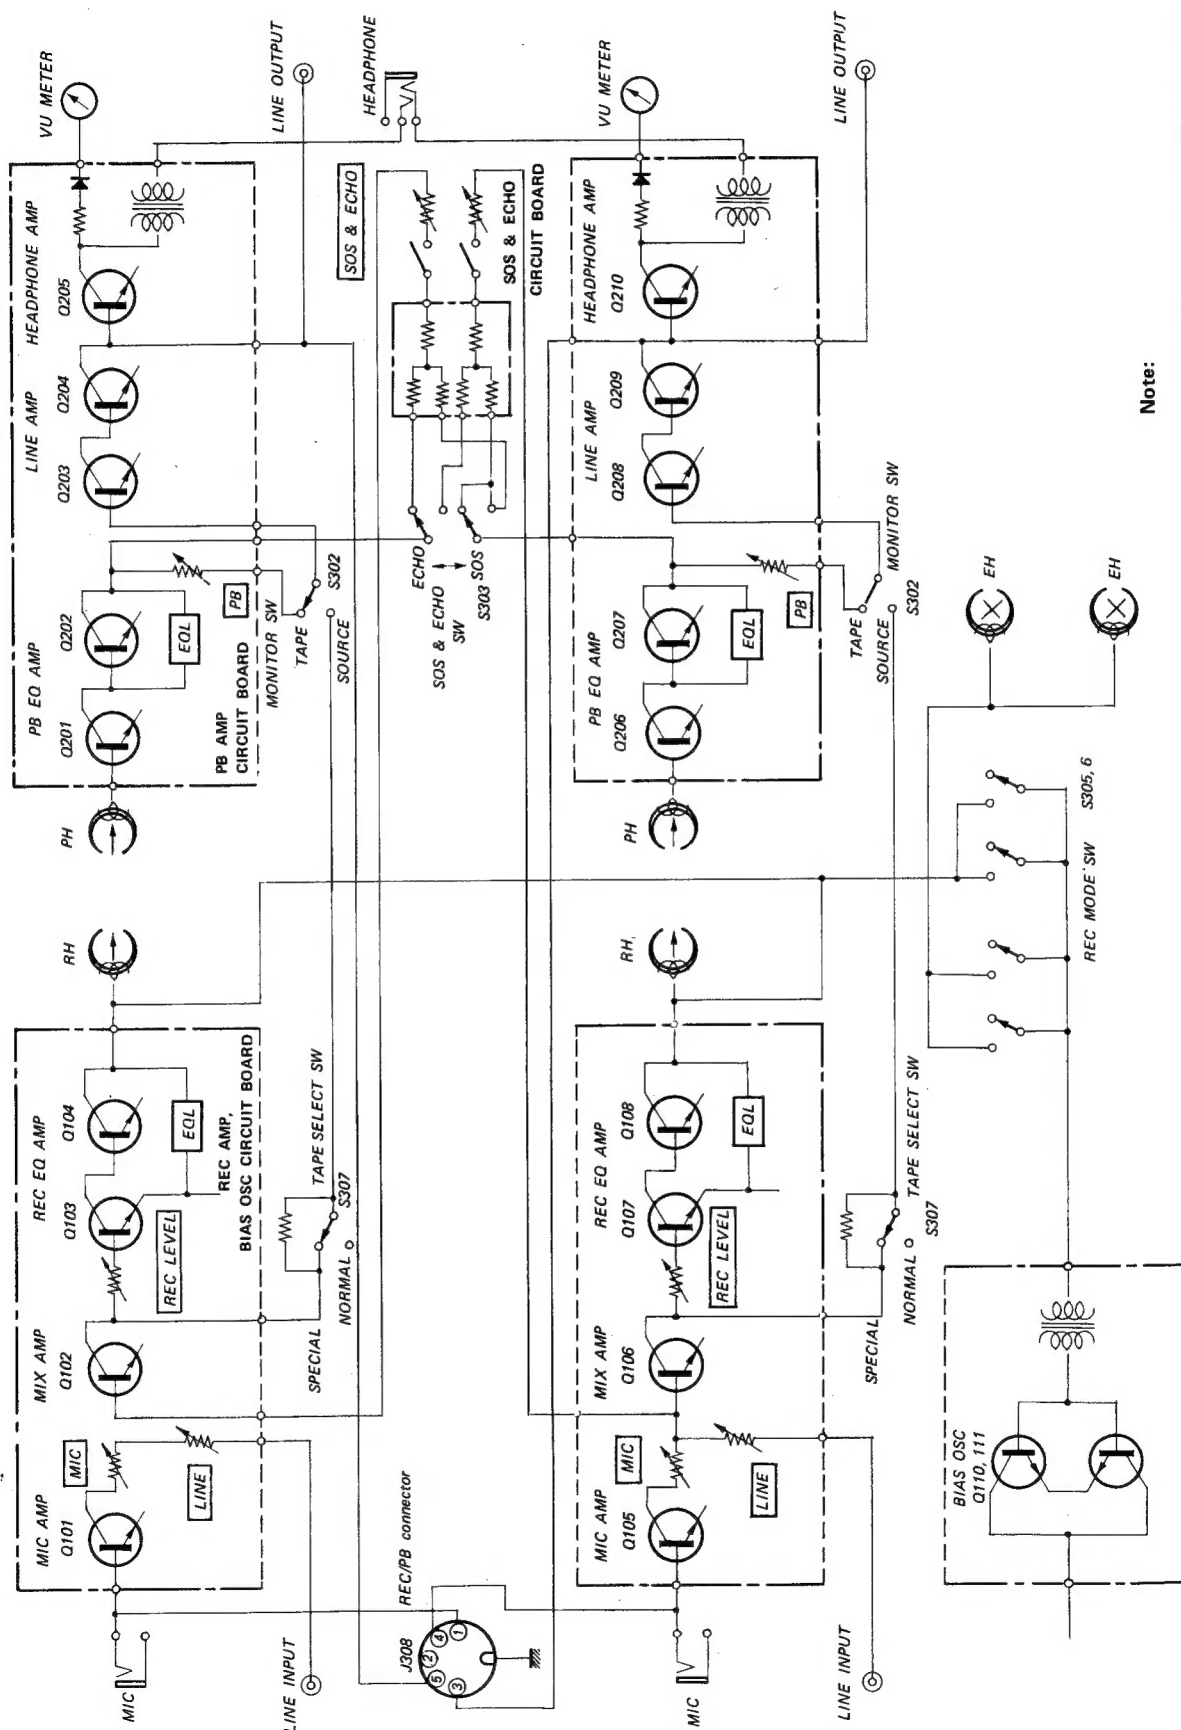 MIC
MIC AMP
Q101
MIC
LINE
LINE INPUT
MIX AMP
Q102
REC LEVEL
REC EQ AMP
Q103
Q104
EQL
REC AMP,
BIAS OSC CIRCUIT BOARD
SPECIAL
NORMAL
S307
TAPE SELECT SW
RH
PH
PB EQ AMP
Q201
Q202
EQL
PB
PB AMP
CIRCUIT BOARD
MONITOR SW
TAPE
SOURCE
S302
LINE AMP
Q203
Q204
HEADPHONE AMP
Q205
VU METER
LINE OUTPUT
HEADPHONE
SOS & ECHO
SOS & ECHO
CIRCUIT BOARD
ECHO
SOS
SOS & ECHO
SW
S303
J308
REC/PB connector
1
2
3
4
5
MIC
MIC AMP
Q105
MIC
LINE
LINE INPUT
MIX AMP
Q106
REC LEVEL
REC EQ AMP
Q107
Q108
EQL
SPECIAL
NORMAL
S307
TAPE SELECT SW
RH
PH
PB EQ AMP
Q206
Q207
EQL
PB
TAPE
SOURCE
S302
MONITOR SW
LINE AMP
Q208
Q209
HEADPHONE AMP
Q210
VU METER
LINE OUTPUT
BIAS OSC
Q110, 111
REC MODE SW
S305, 6
EH
EH
Note: